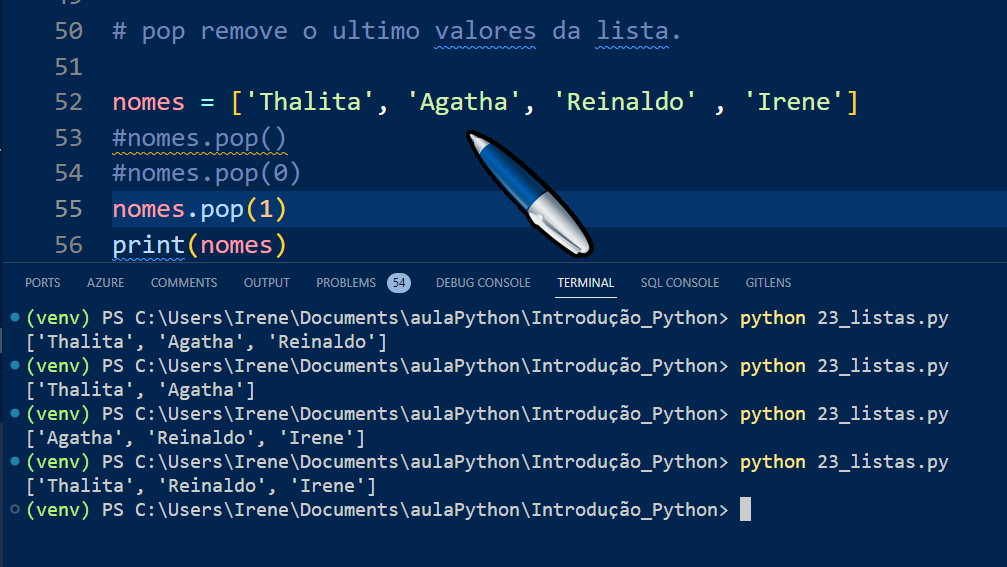 50 # pop remove o ultimo valores da lista.
51
52 nomes = ['Thalita', 'Agatha', 'Reinaldo' , 'Irene']
53 #nomes.pop()
54 #nomes.pop(0)
55 nomes.pop(1)
56 print(nomes)
PORTS AZURE COMMENTS OUTPUT PROBLEMS 54 DEBUG CONSOLE TERMINAL SQL CONSOLE GITLENS
(venv) PS C:\Users\Irene\Documents\aulaPython\Introdução_Python> python 23_listas.py
['Thalita', 'Agatha', 'Reinaldo']
(venv) PS C:\Users\Irene\Documents\aulaPython\Introdução_Python> python 23_listas.py
['Thalita', 'Agatha']
(venv) PS C:\Users\Irene\Documents\aulaPython\Introdução_Python> python 23_listas.py
['Agatha', 'Reinaldo', 'Irene']
(venv) PS C:\Users\Irene\Documents\aulaPython\Introdução_Python> python 23_listas.py
['Thalita', 'Reinaldo', 'Irene']
(venv) PS C:\Users\Irene\Documents\aulaPython\Introdução_Python>